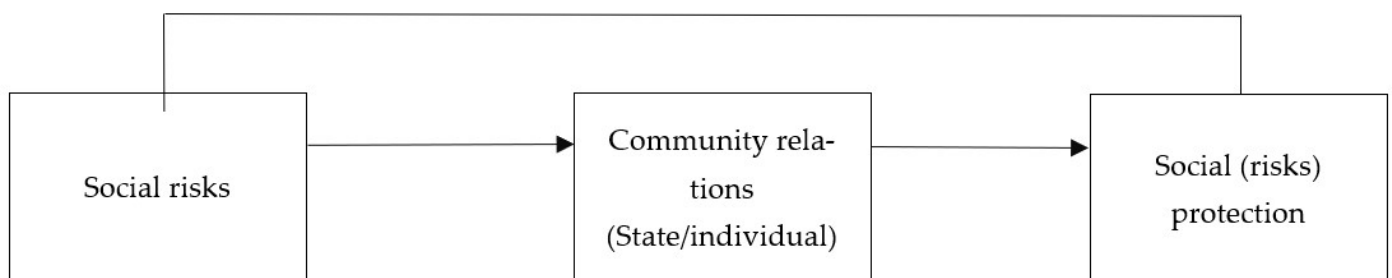 Social risks
Community rela-
tions
(State/individual)
Social (risks)
protection